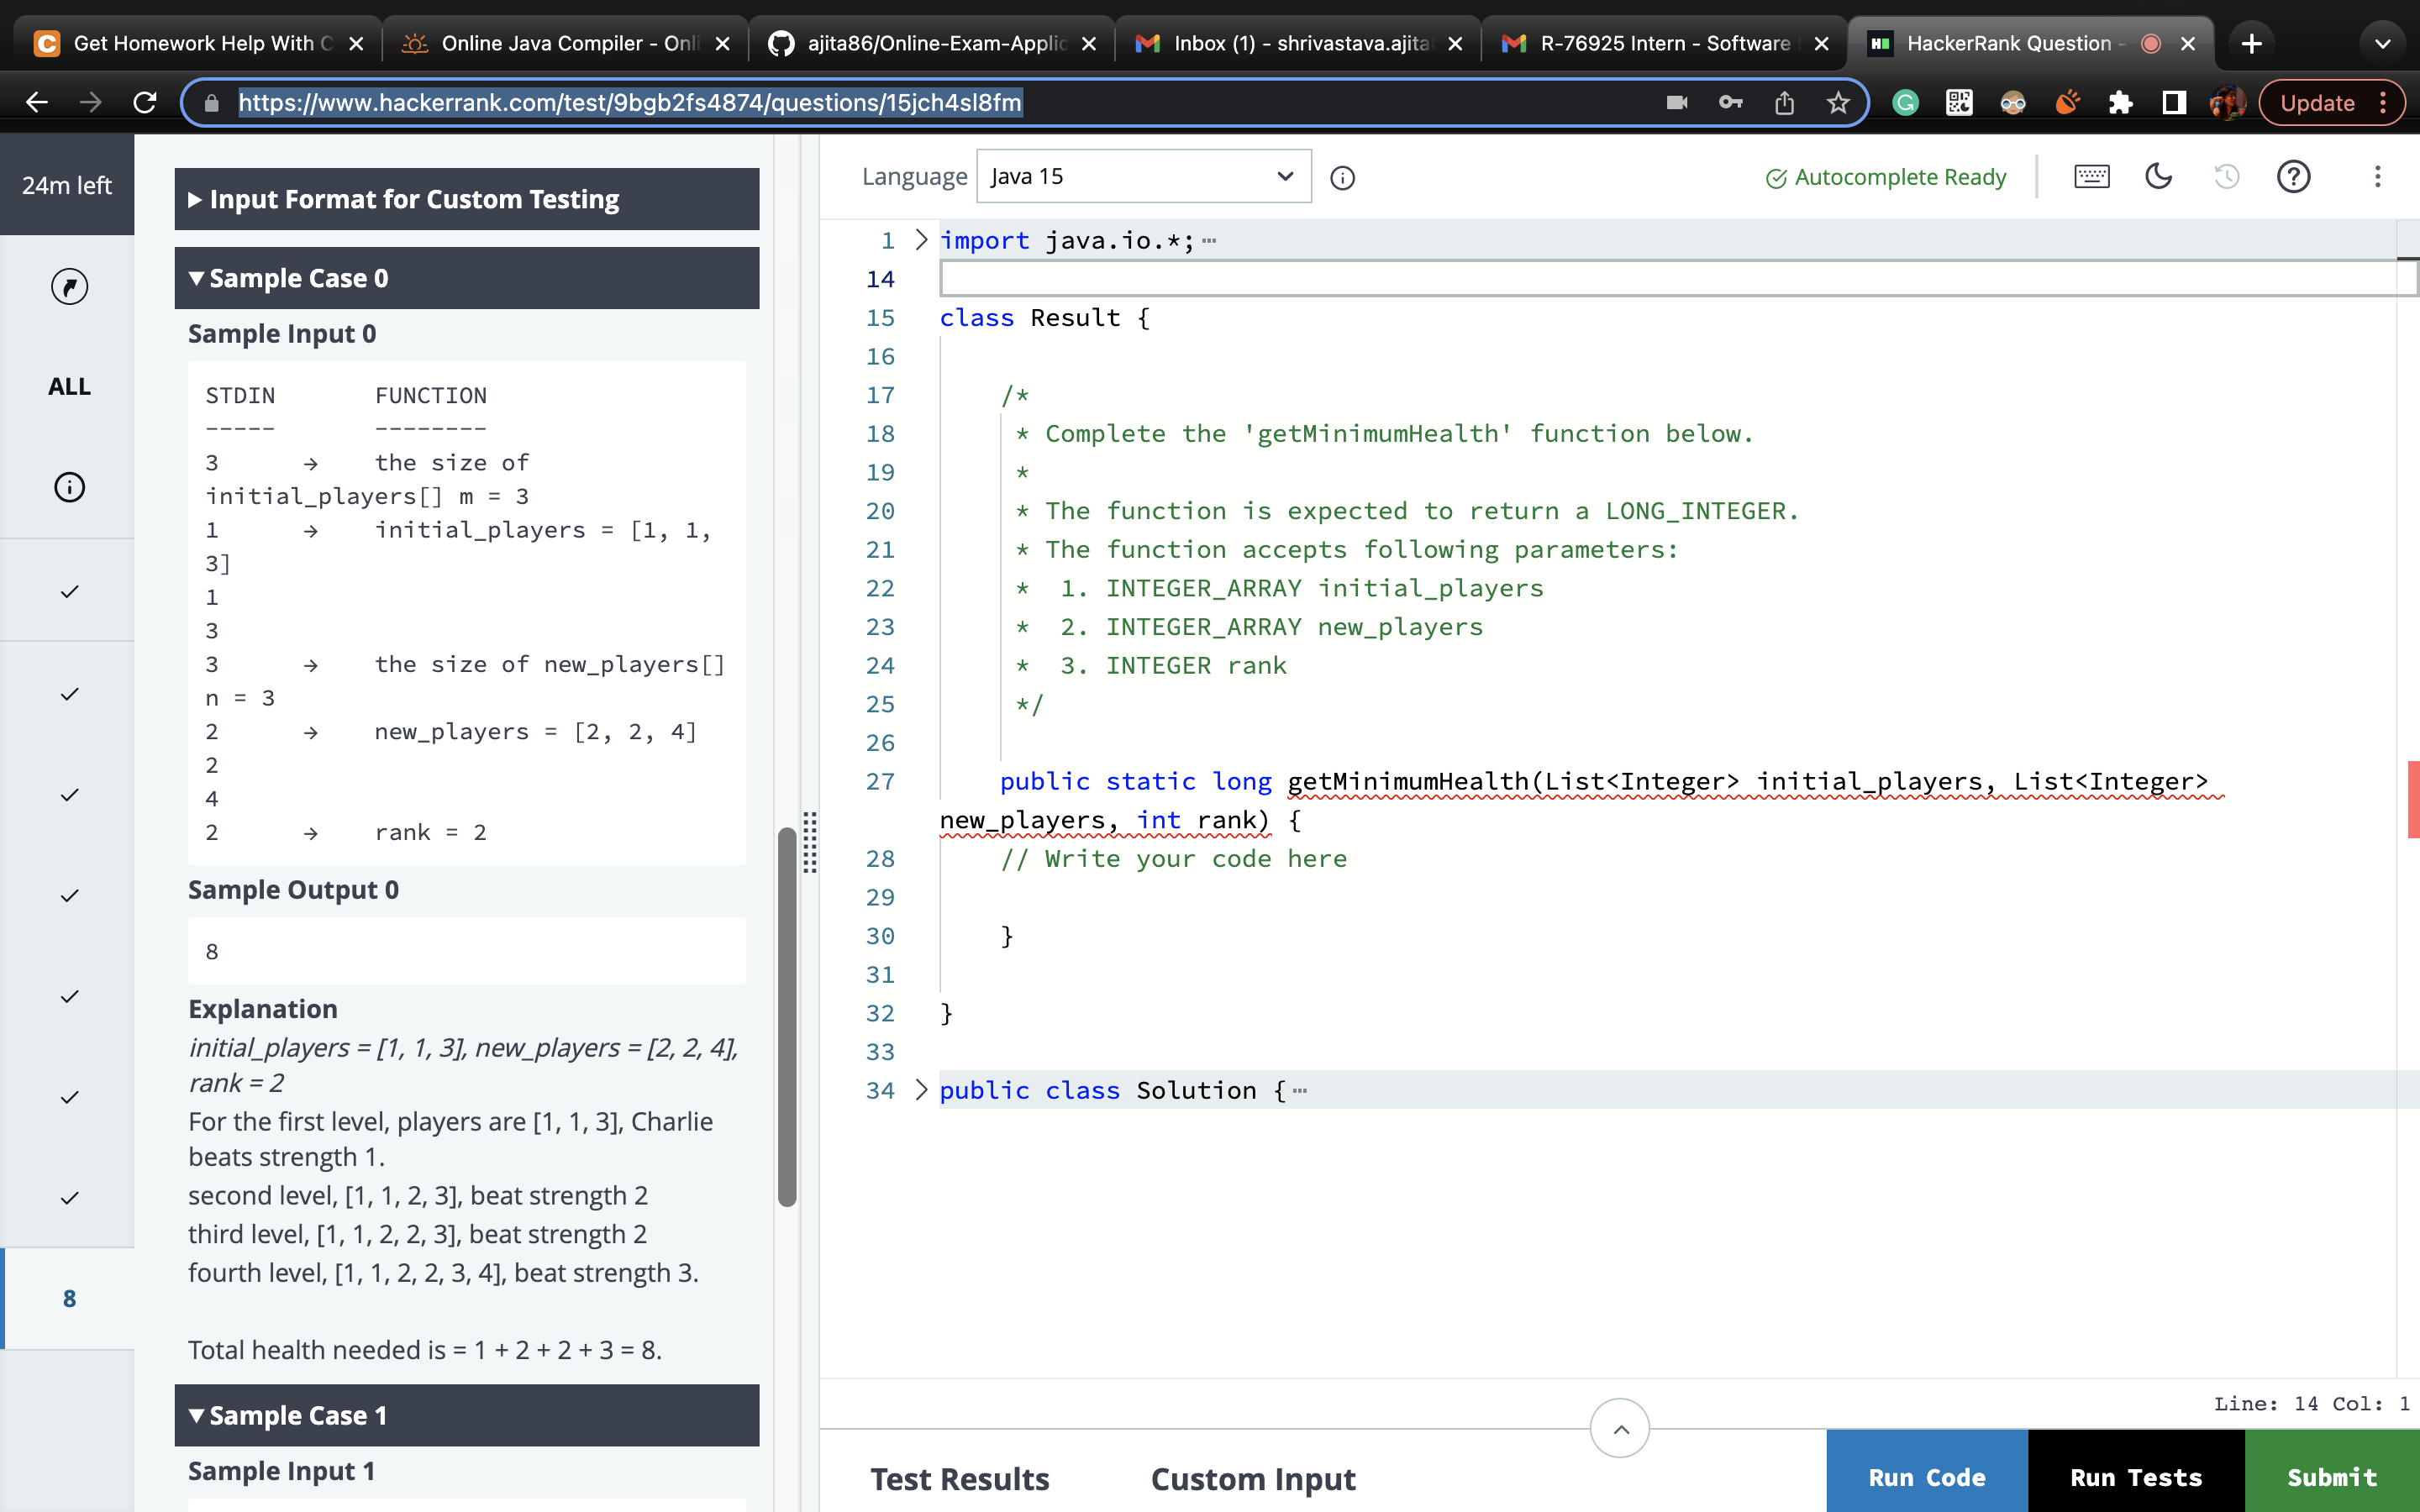 Get Homework Help With C
Online Java Compiler - Onli
ajita86/Online-Exam-Applic
Inbox (1) - shrivastava.ajita
R-76925 Intern - Software
HackerRank Question -
https://www.hackerrank.com/test/9bgb2fs4874/questions/15jch4sl8fm
Update
24m left
ALL
8
Input Format for Custom Testing
Sample Case 0
Sample Input 0
STDIN FUNCTION
----- --------
3 → the size of
initial_players[] m = 3
1 → initial_players = [1, 1,
3]
1
3
3 → the size of new_players[]
n = 3
2 → new_players = [2, 2, 4]
2
4
2 → rank = 2
Sample Output 0
8
Explanation
initial_players = [1, 1, 3], new_players = [2, 2, 4],
rank = 2
For the first level, players are [1, 1, 3], Charlie
beats strength 1.
second level, [1, 1, 2, 3], beat strength 2
third level, [1, 1, 2, 2, 3], beat strength 2
fourth level, [1, 1, 2, 2, 3, 4], beat strength 3.
Total health needed is = 1 + 2 + 2 + 3 = 8.
Sample Case 1
Sample Input 1
Language Java 15
Autocomplete Ready
1 import java.io.*;
14
15 class Result {
16
17 /*
18 * Complete the 'getMinimumHealth' function below.
19 *
20 * The function is expected to return a LONG_INTEGER.
21 * The function accepts following parameters:
22 * 1. INTEGER_ARRAY initial_players
23 * 2. INTEGER_ARRAY new_players
24 * 3. INTEGER rank
25 */
26
27 public static long getMinimumHealth(List<Integer> initial_players, List<Integer>
new_players, int rank) {
28 // Write your code here
29
30 }
31
32 }
33
34 public class Solution {
Line: 14 Col: 1
Test Results Custom Input
Run Code Run Tests Submit